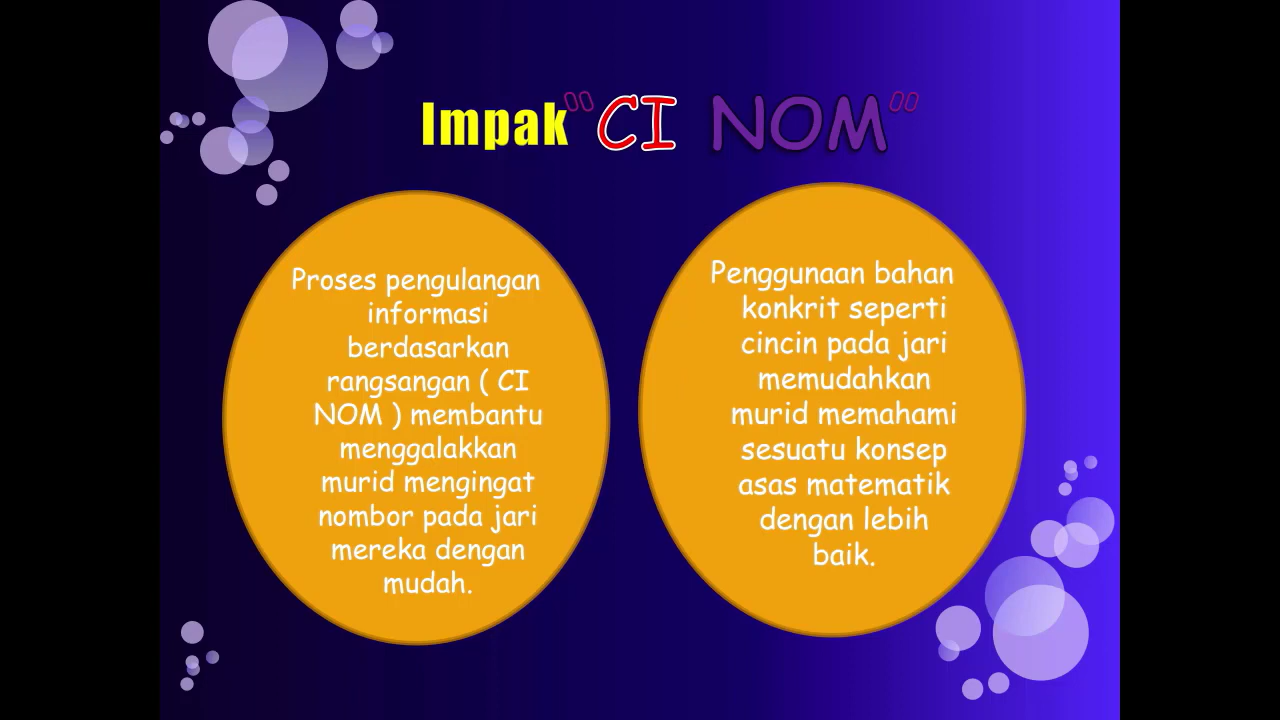 Impak "CI NOM"
Proses pengulangan
informasi
berdasarkan
rangsangan ( CI
NOM ) membantu
menggalakkan
murid mengingat
nombor pada jari
mereka dengan
mudah.
Penggunaan bahan
konkrit seperti
cincin pada jari
memudahkan
murid memahami
sesuatu konsep
asas matematik
dengan lebih
baik.